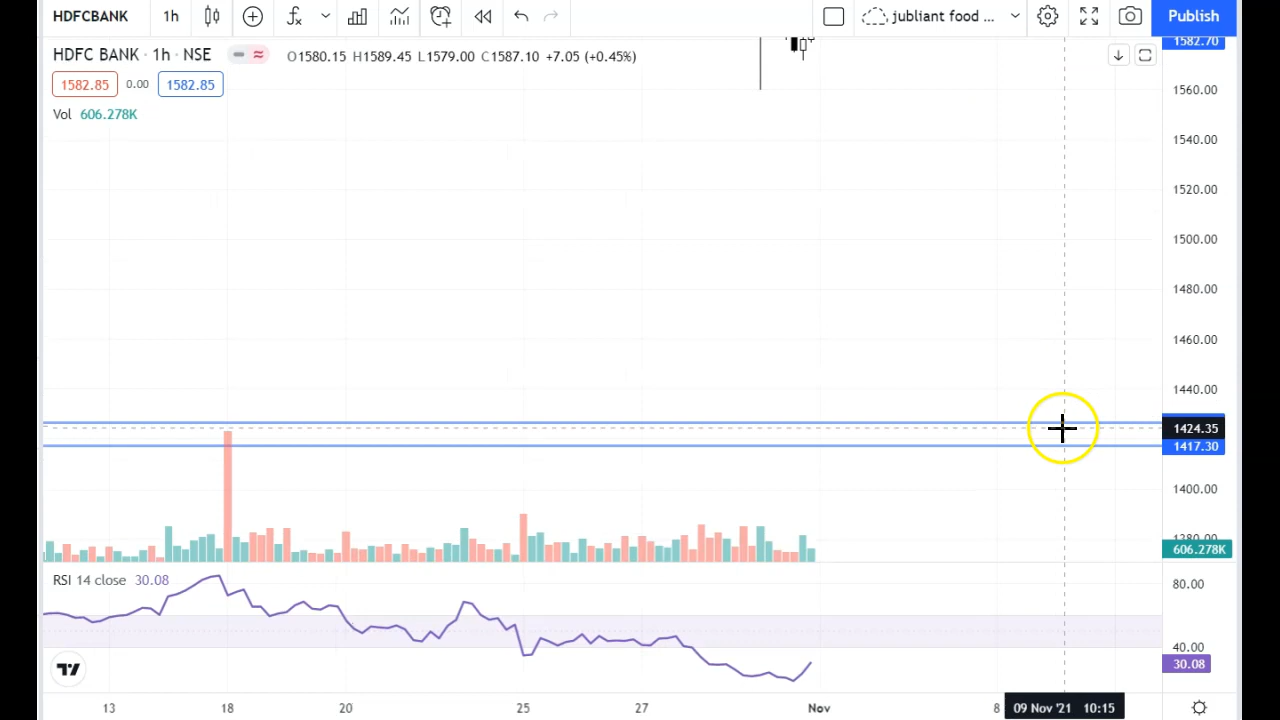 HDFCBANK 1h jubliant food ... Publish
HDFC BANK · 1h · NSE O1580.15 H1589.45 L1579.00 C1587.10 +7.05 (+0.45%)
1582.85 0.00 1582.85
Vol 606.278K
1582.70
1560.00
1540.00
1520.00
1500.00
1480.00
1460.00
1440.00
1424.35
1417.30
1400.00
1380.00
606.278K
RSI 14 close 30.08
80.00
40.00
30.08
13 18 20 25 27 Nov 8 09 Nov '21 10:15